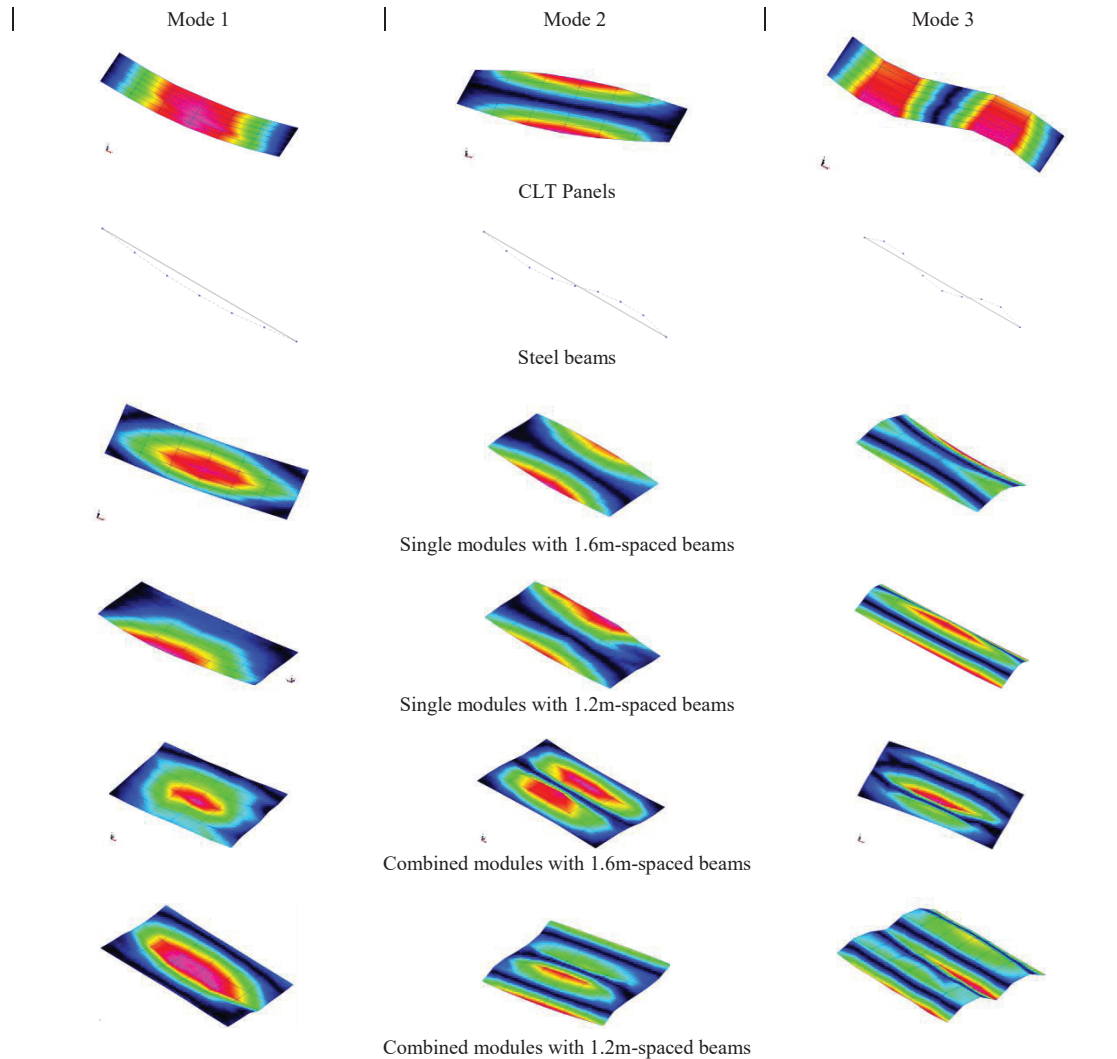 Mode 1
Mode 2
Mode 3
CLT Panels
Steel beams
Single modules with 1.6m-spaced beams
Single modules with 1.2m-spaced beams
Combined modules with 1.6m-spaced beams
Combined modules with 1.2m-spaced beams